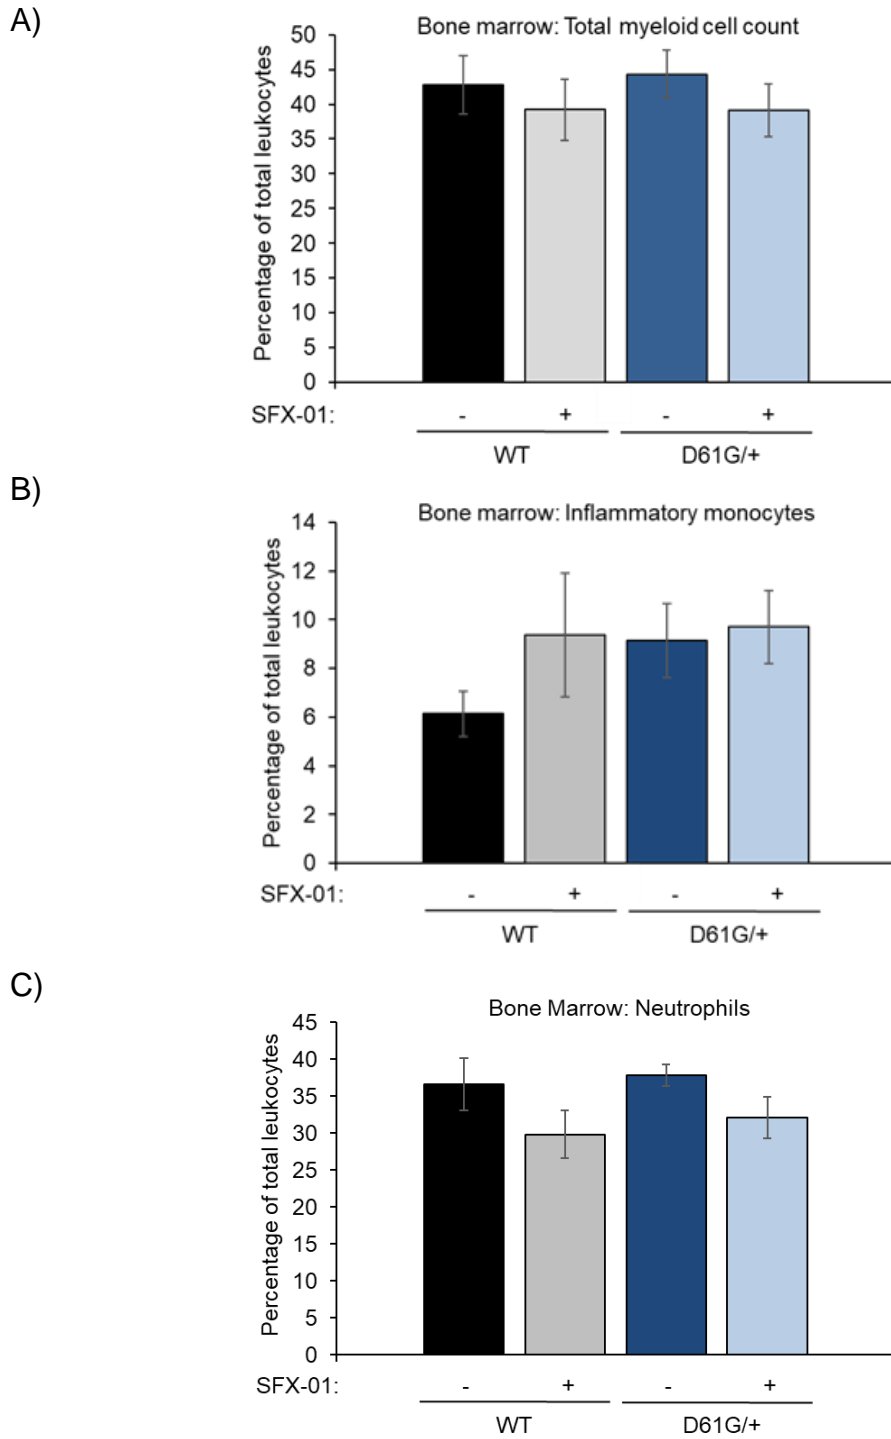 A)
Bone marrow: Total myeloid cell count
Percentage of total leukocytes
50
45
40
35
30
25
20
15
10
5
0
SFX-01: - + - +
WT D61G/+
B)
Bone marrow: Inflammatory monocytes
Percentage of total leukocytes
14
12
10
8
6
4
2
0
SFX-01: - + - +
WT D61G/+
C)
Bone Marrow: Neutrophils
Percentage of total leukocytes
45
40
35
30
25
20
15
10
5
0
SFX-01: - + - +
WT D61G/+